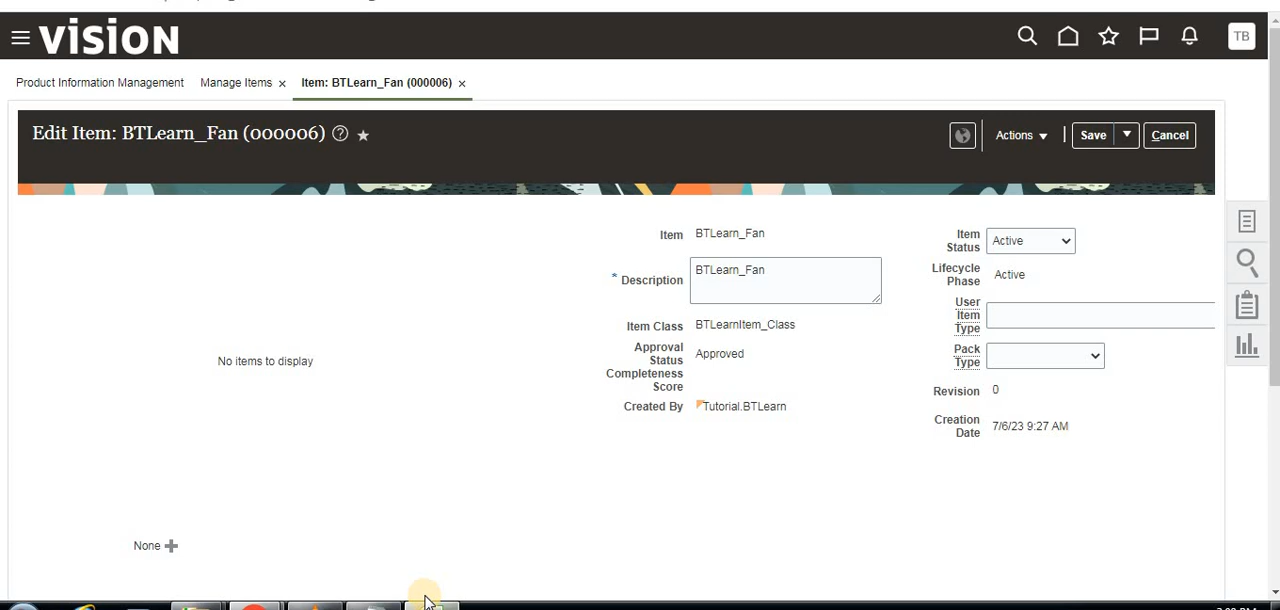 VISION
TB
Product Information Management
Manage Items ×
Item: BTLearn_Fan (000006) ×
Edit Item: BTLearn_Fan (000006) ?
Actions
Save
Cancel
Item BTLearn_Fan
* Description BTLearn_Fan
Item Class BTLearnItem_Class
Approval Status Approved
Completeness Score
Created By Tutorial.BTLearn
Item Status Active
Lifecycle Phase Active
User Item Type
Pack Type
Revision 0
Creation Date 7/6/23 9:27 AM
No items to display
None